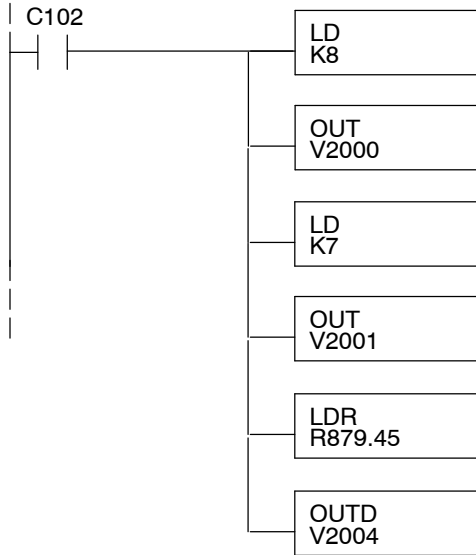 C102
LD
K8
OUT
V2000
LD
K7
OUT
V2001
LDR
R879.45
OUTD
V2004